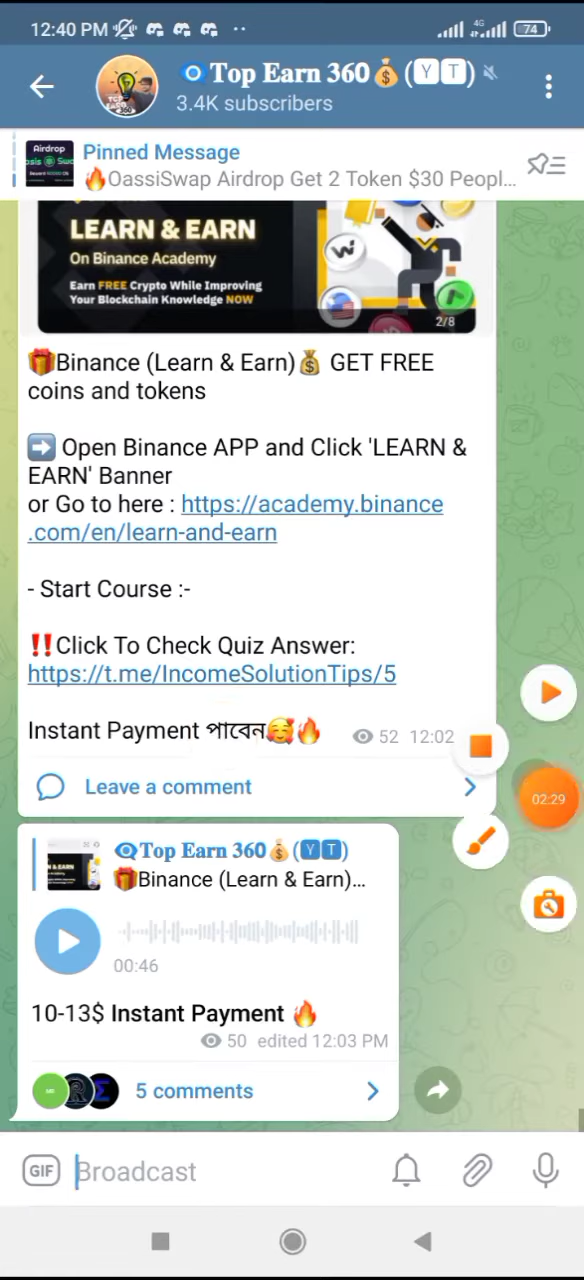 12:40 PM
4G
74
Top Earn 360 (YT)
3.4K subscribers
Airdrop
Pinned Message
🔥OassiSwap Airdrop Get 2 Token $30 Peopl...
LEARN & EARN
On Binance Academy
Earn FREE Crypto While Improving
Your Blockchain Knowledge NOW
2/8
🎁Binance (Learn & Earn)💰 GET FREE
coins and tokens
➡️ Open Binance APP and Click 'LEARN &
EARN' Banner
or Go to here : https://academy.binance
.com/en/learn-and-earn
- Start Course :-
‼️Click To Check Quiz Answer:
https://t.me/IncomeSolutionTips/5
Instant Payment পাবেন🥰🔥
52 12:02
02:29
Leave a comment
Top Earn 360💰(YT)
🎁Binance (Learn & Earn)...
00:46
10-13$ Instant Payment 🔥
50 edited 12:03 PM
5 comments
GIF
Broadcast